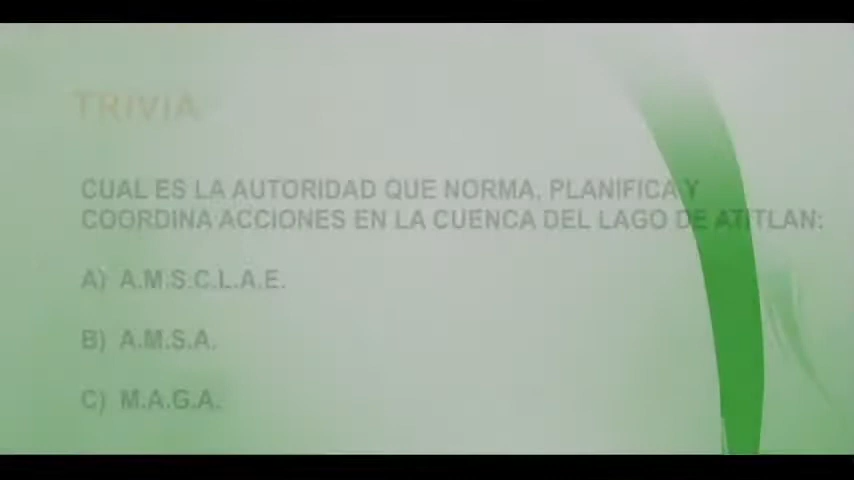 TRIVIA
CUAL ES LA AUTORIDAD QUE NORMA, PLANIFICA Y
COORDINA ACCIONES EN LA CUENCA DEL LAGO DE ATITLAN:
A) A.M.S.C.L.A.E.
B) A.M.S.A.
C) M.A.G.A.